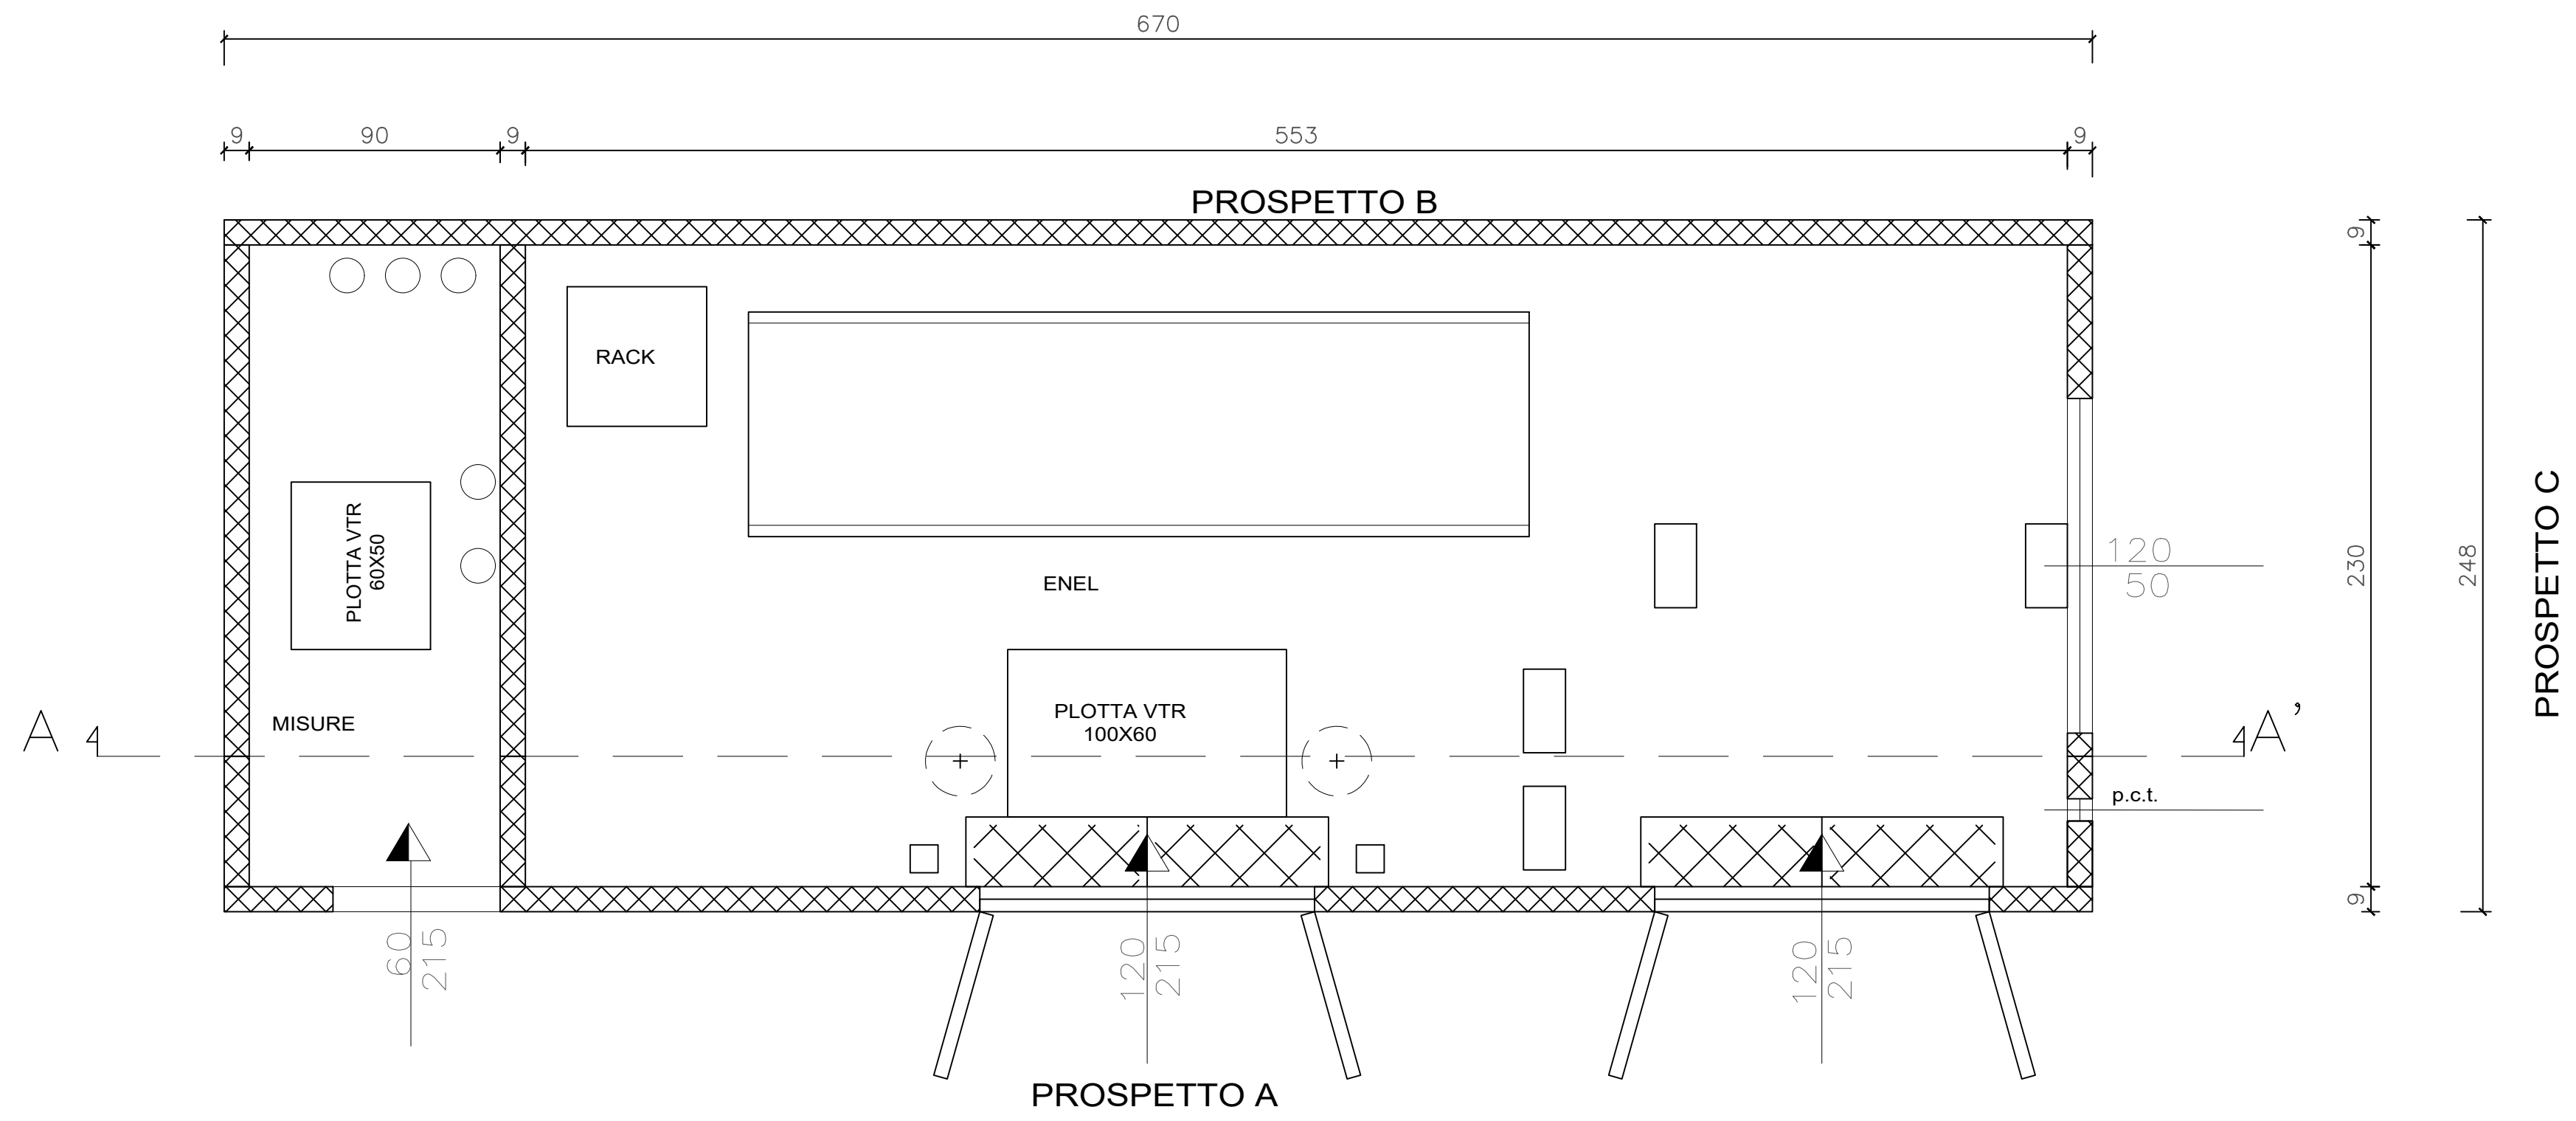 670
9 90 9 553 9
PROSPETTO B
9
RACK
PLOTTA VTR
60X50
ENEL
120
50
230
248
PROSPETTO C
PLOTTA VTR
100X60
MISURE
A
A'
p.c.t.
9
60
215
120
215
120
215
PROSPETTO A